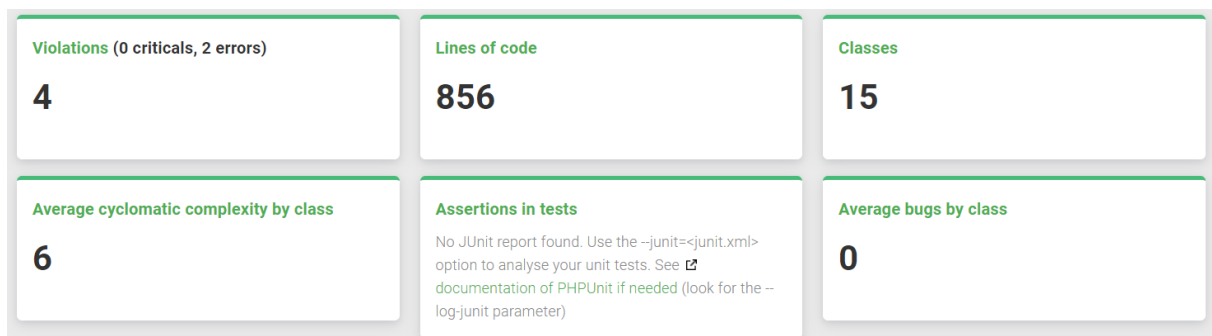 Violations (0 criticals, 2 errors)
4
Lines of code
856
Classes
15
Average cyclomatic complexity by class
6
Assertions in tests
No JUnit report found. Use the --junit=<junit.xml>
option to analyse your unit tests. See
documentation of PHPUnit if needed (look for the --
log-junit parameter)
Average bugs by class
0